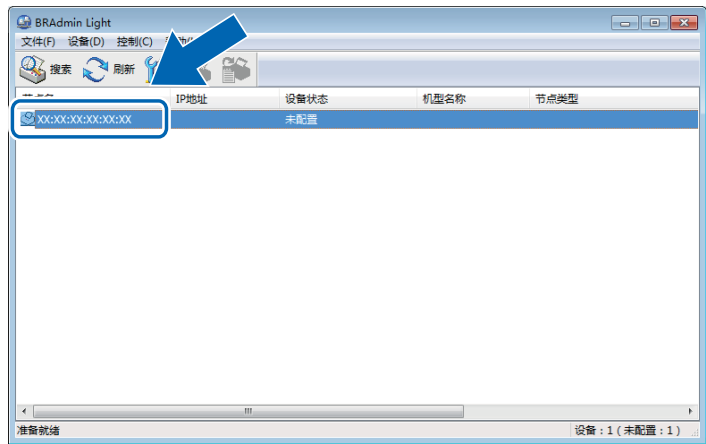 BRAdmin Light
文件(F) 设备(D) 控制(C)
搜索 刷新
IP地址 设备状态 机型名称 节点类型
XX:XX:XX:XX:XX:XX 未配置
准备就绪 设备：1（未配置：1）